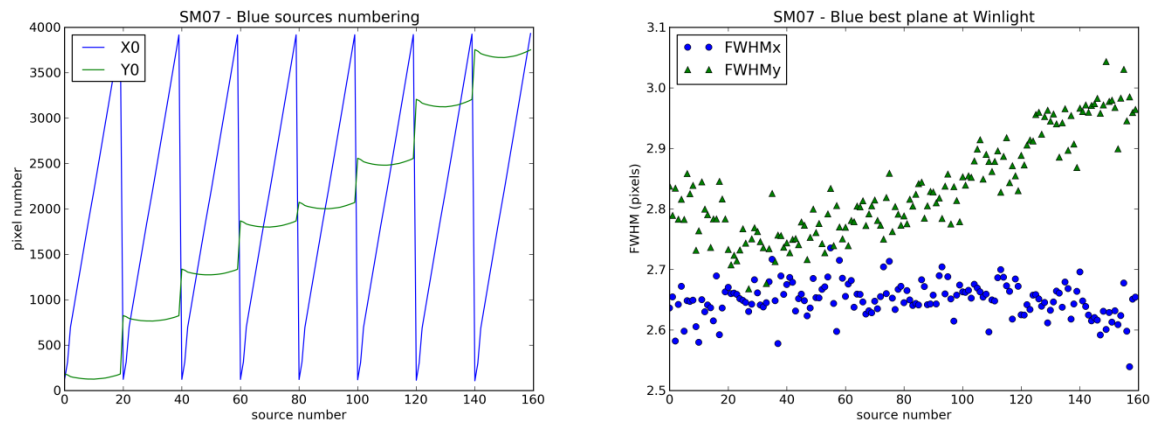 SM07 - Blue sources numbering
X0
Y0
pixel number
4000
3500
3000
2500
2000
1500
1000
500
0
0 20 40 60 80 100 120 140 160
source number
SM07 - Blue best plane at Winlight
FWHMx
FWHMy
FWHM (pixels)
3.1
3.0
2.9
2.8
2.7
2.6
2.5
0 20 40 60 80 100 120 140 160
source number